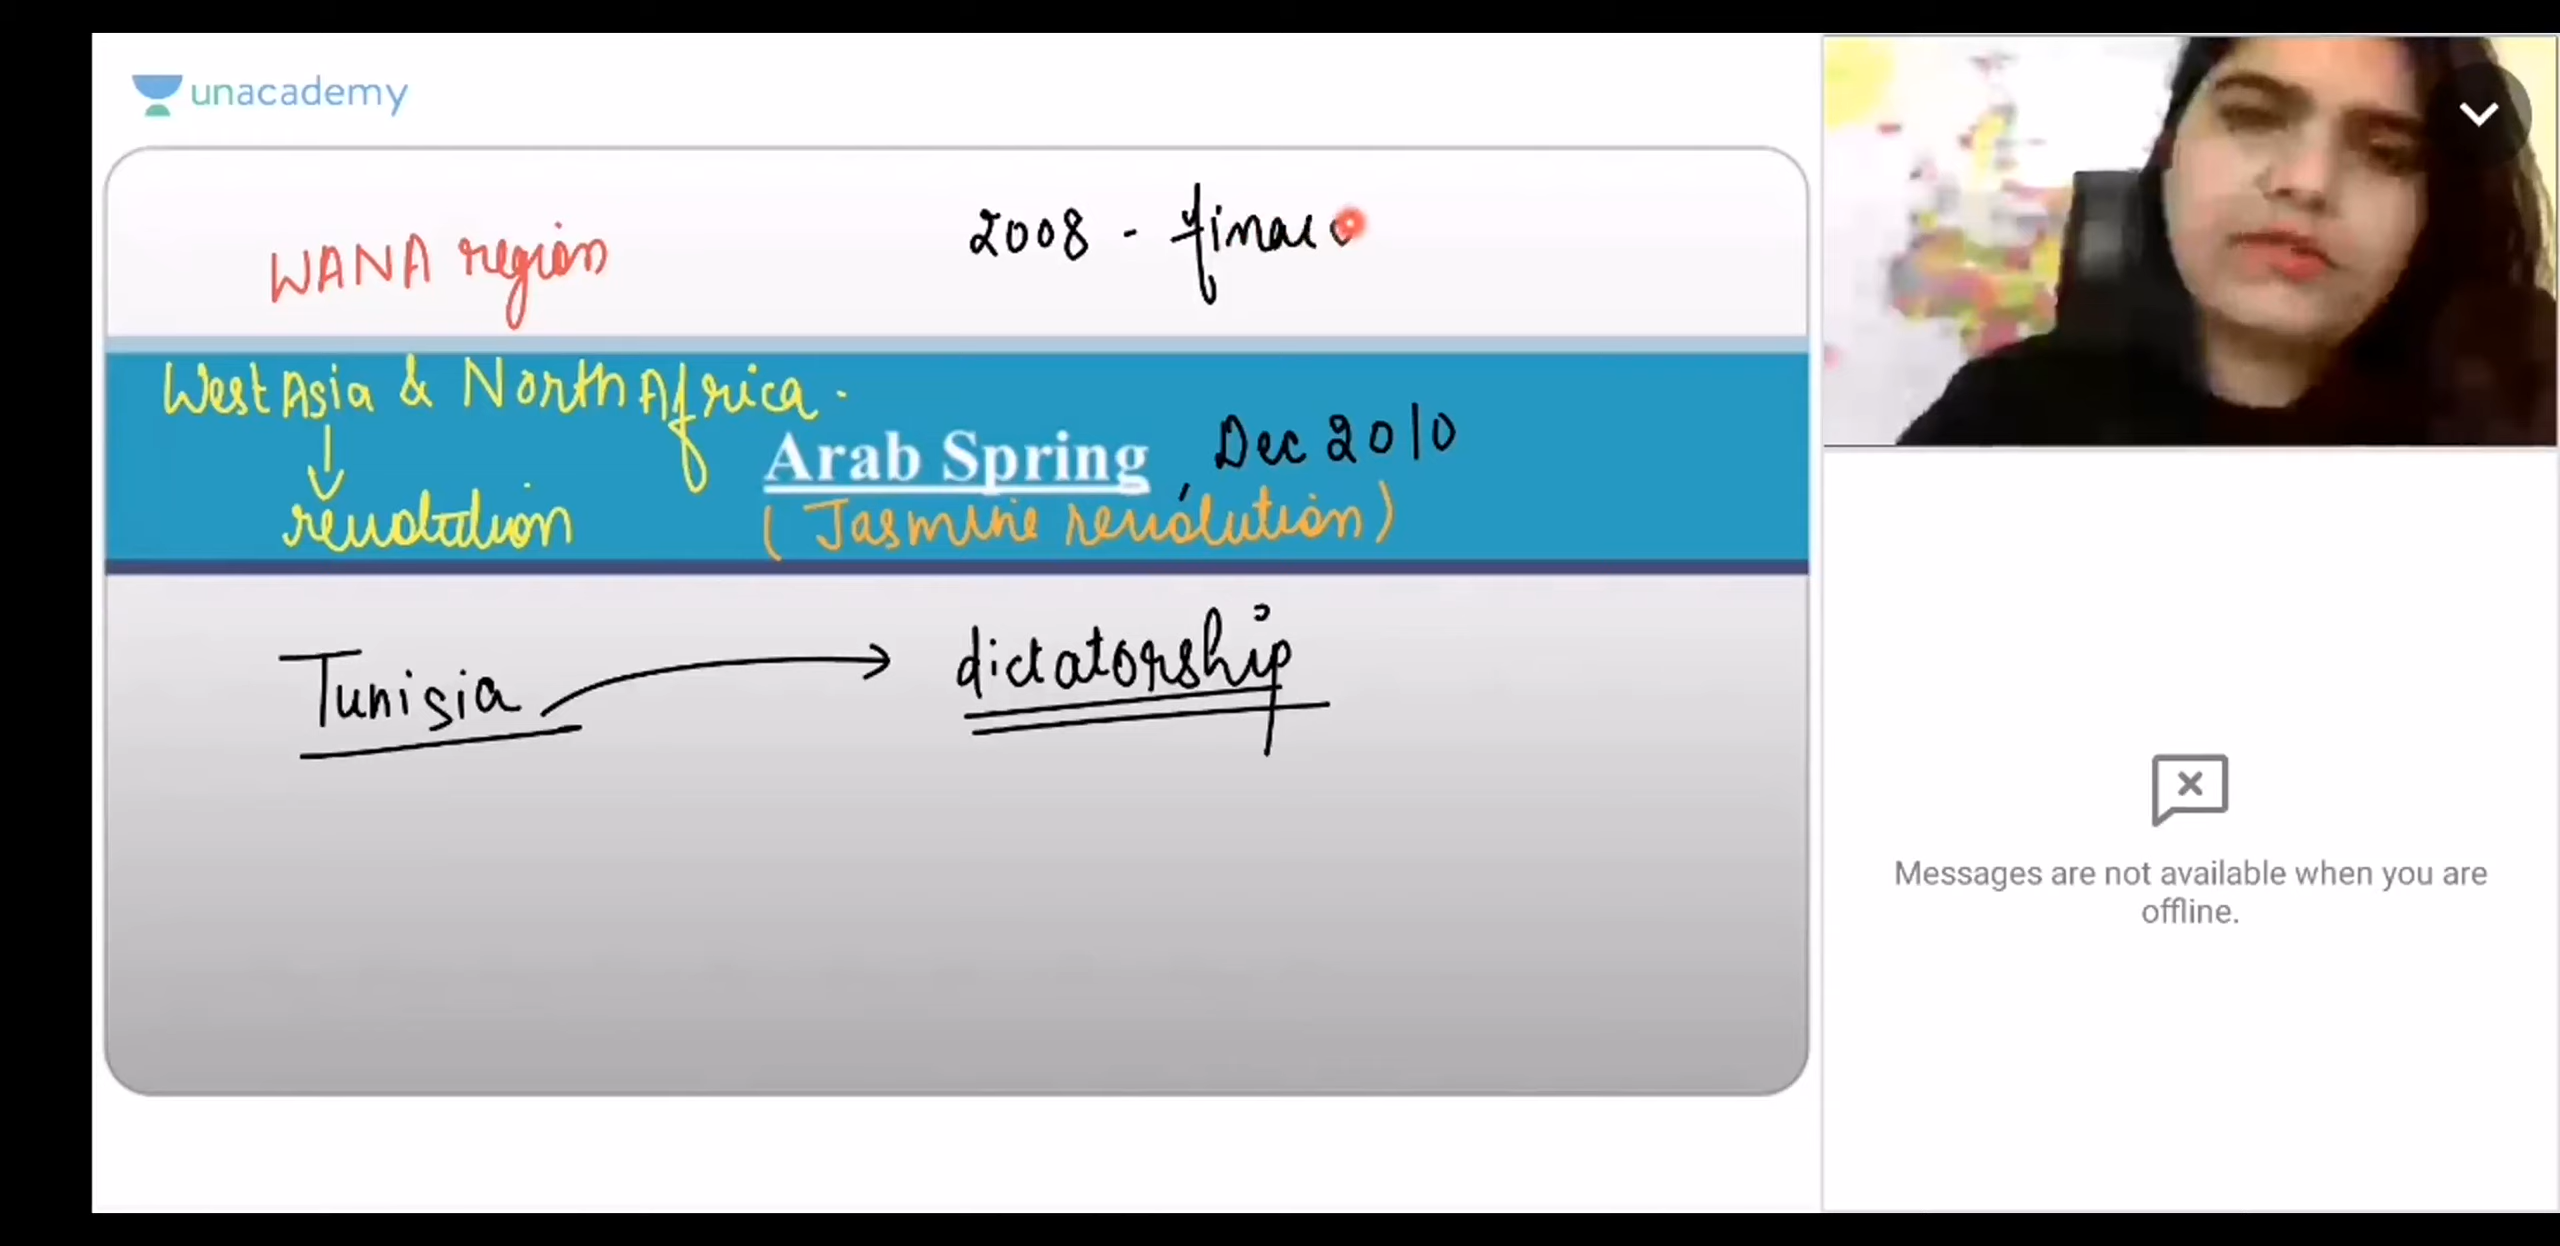 unacademy
WANA region
2008 - financ
West Asia & North Africa.
Arab Spring, Dec 2010
revolution
(Jasmine revolution)
Tunisia → dictatorship
Messages are not available when you are
offline.